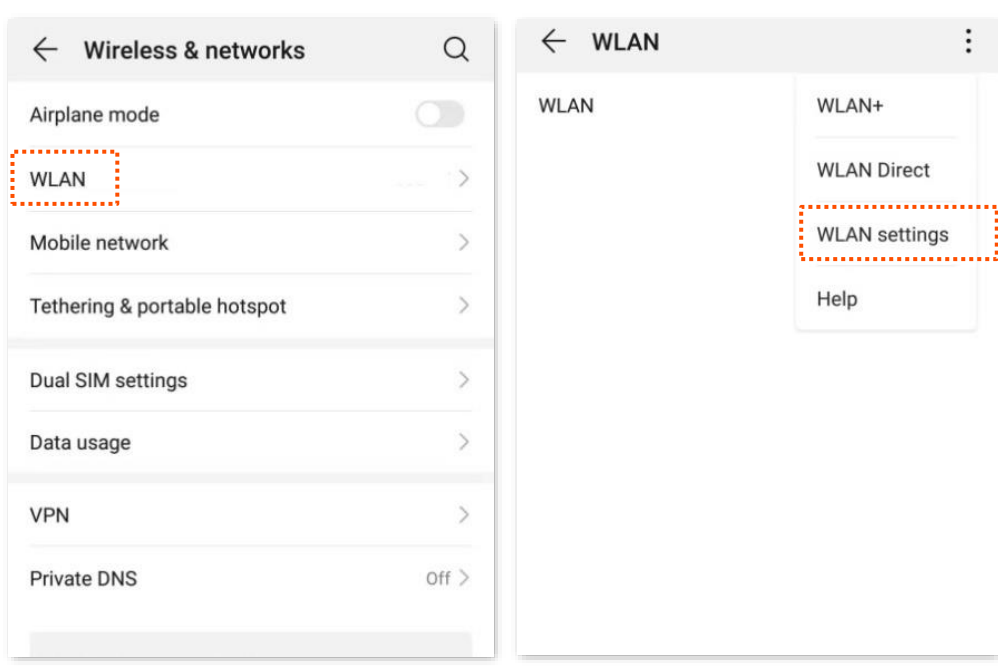 Wireless & networks
Airplane mode
WLAN
Mobile network
Tethering & portable hotspot
Dual SIM settings
Data usage
VPN
Private DNS
Off
WLAN
WLAN
WLAN+
WLAN Direct
WLAN settings
Help